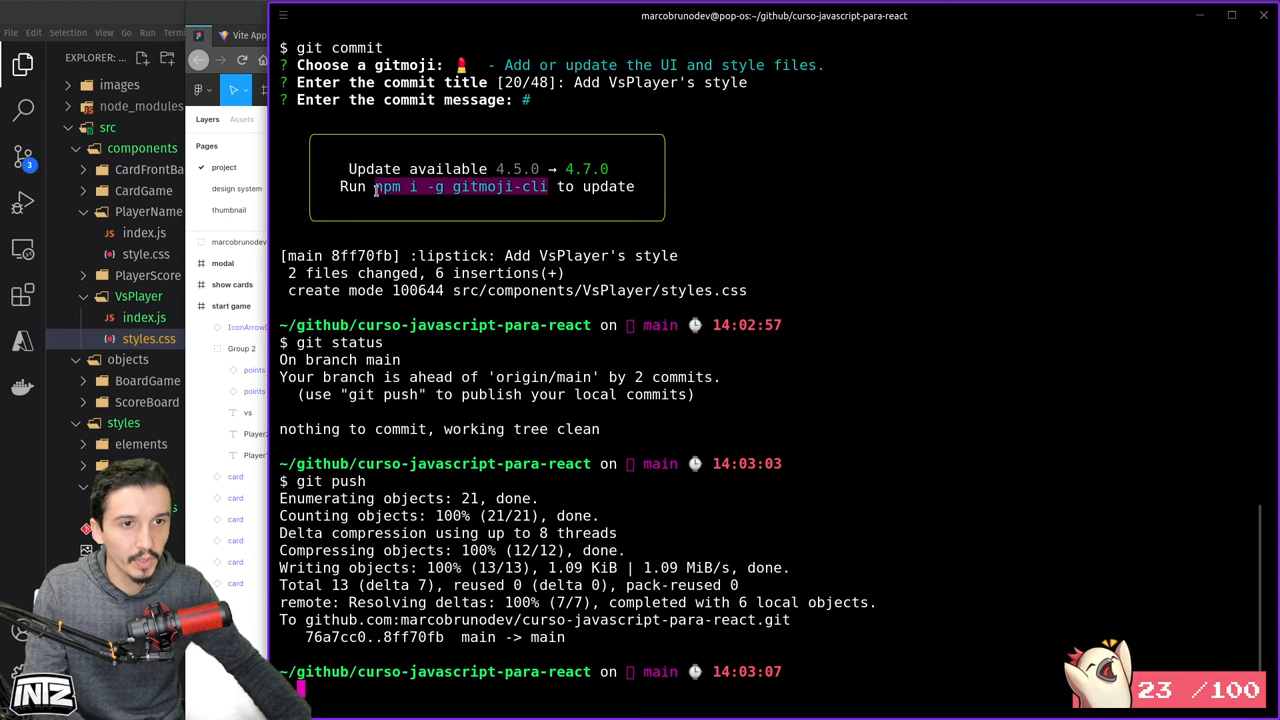 marcobrunodev@pop-os:~/github/curso-javascript-para-react
File Edit Selection View Go Run Termi
EXPLORER: ...
images
node_modules
src
components
CardFrontBa
CardGame
PlayerName
index.js
style.css
PlayerScore
VsPlayer
index.js
styles.css
objects
BoardGame
ScoreBoard
styles
elements
3
Vite App
Layers Assets
Pages
project
design system
thumbnail
marcobrunodev
modal
show cards
start game
IconArrow
Group 2
points
points
vs
Player
Player
card
card
card
card
card
card
$ git commit
? Choose a gitmoji: 💄 - Add or update the UI and style files.
? Enter the commit title [20/48]: Add VsPlayer's style
? Enter the commit message: #
Update available 4.5.0 → 4.7.0
Run npm i -g gitmoji-cli to update
[main 8ff70fb] :lipstick: Add VsPlayer's style
2 files changed, 6 insertions(+)
create mode 100644 src/components/VsPlayer/styles.css
~/github/curso-javascript-para-react on main 14:02:57
$ git status
On branch main
Your branch is ahead of 'origin/main' by 2 commits.
(use "git push" to publish your local commits)
nothing to commit, working tree clean
~/github/curso-javascript-para-react on main 14:03:03
$ git push
Enumerating objects: 21, done.
Counting objects: 100% (21/21), done.
Delta compression using up to 8 threads
Compressing objects: 100% (12/12), done.
Writing objects: 100% (13/13), 1.09 KiB | 1.09 MiB/s, done.
Total 13 (delta 7), reused 0 (delta 0), pack-reused 0
remote: Resolving deltas: 100% (7/7), completed with 6 local objects.
To github.com:marcobrunodev/curso-javascript-para-react.git
76a7cc0..8ff70fb main -> main
~/github/curso-javascript-para-react on main 14:03:07
INTZ
23 /100